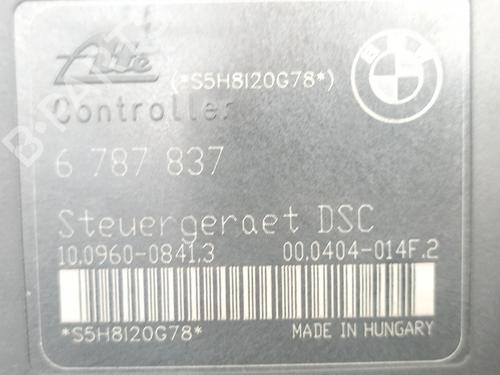 Ate (*S5H8I20G78*)
BMW
Controller
6 787 837
Steuergeraet DSC
10.0960-0841.3 00.0404-014F.2
*S5H8I20G78* MADE IN HUNGARY